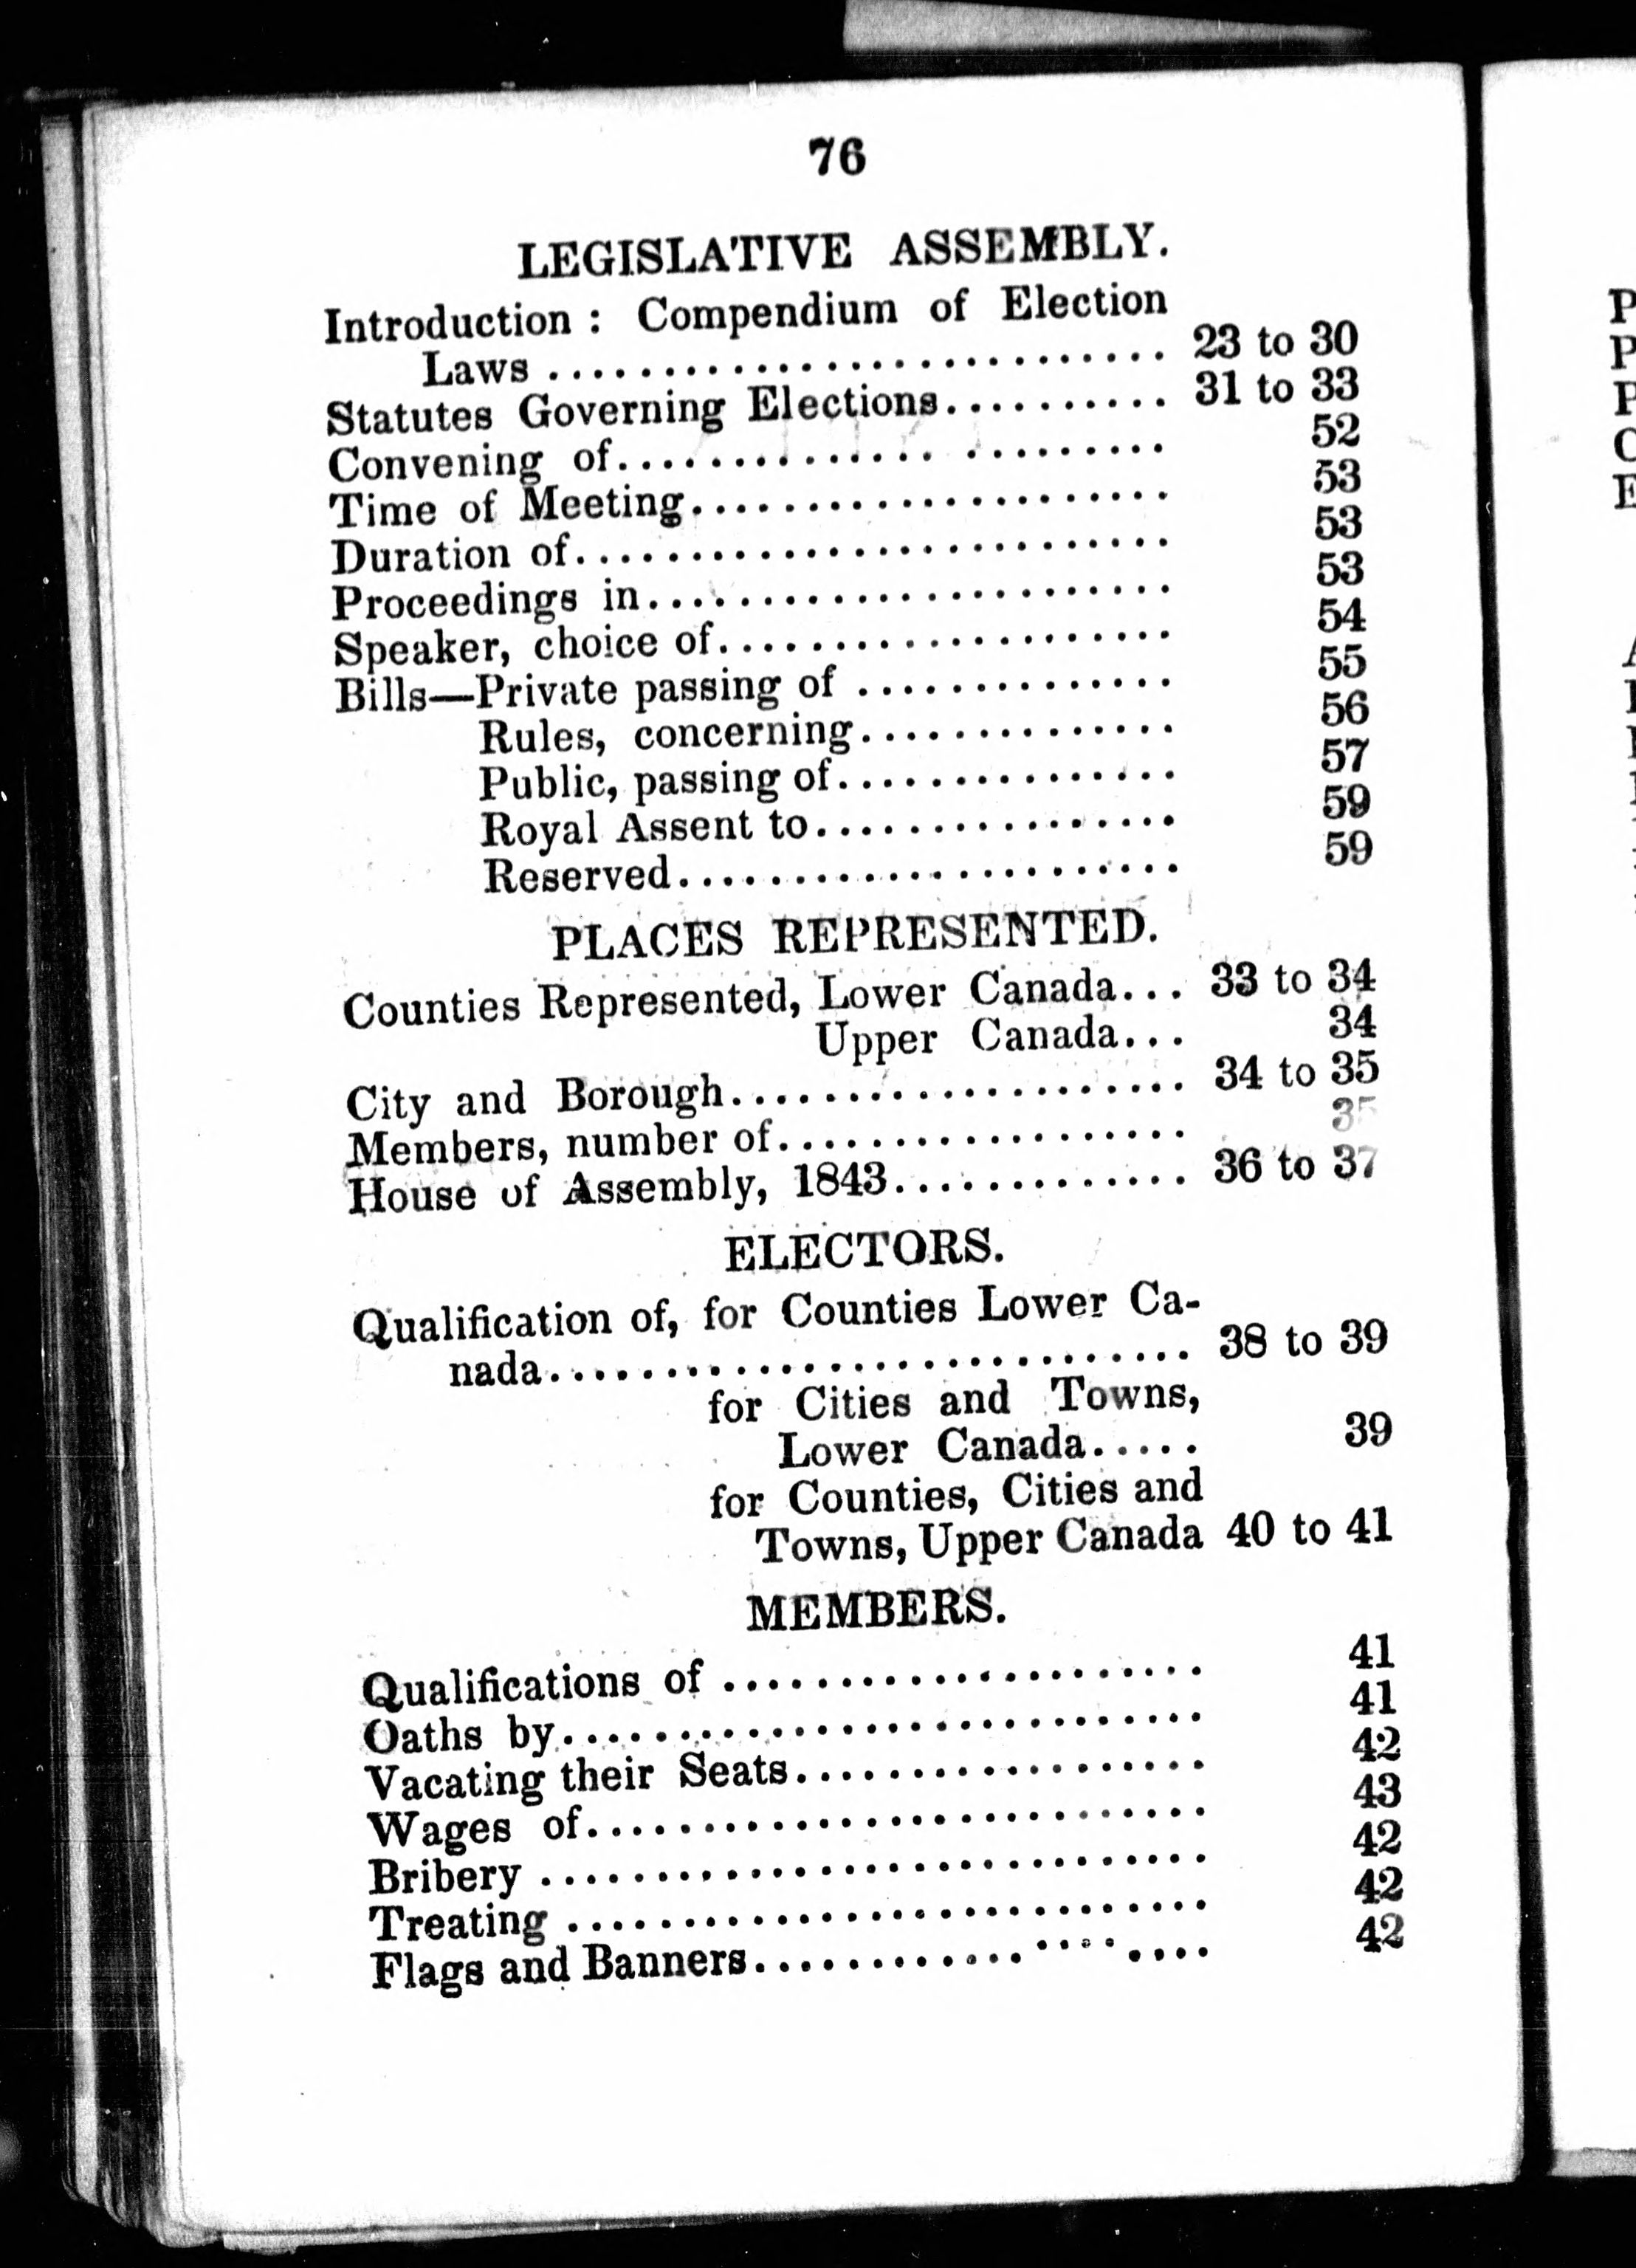 76
LEGISLATIVE ASSEMBLY.
Introduction : Compendium of Election
Laws .......................... 23 to 30
Statutes Governing Elections.......... 31 to 33
Convening of....................... 52
Time of Meeting..................... 53
Duration of.......................... 53
Proceedings in....................... 53
Speaker, choice of.................... 54
Bills—Private passing of .............. 55
Rules, concerning.............. 56
Public, passing of............... 57
Royal Assent to................ 59
Reserved...................... 59
PLACES REPRESENTED.
Counties Represented, Lower Canada... 33 to 34
Upper Canada... 34
City and Borough.................... 34 to 35
Members, number of.................. 35
House of Assembly, 1843............. 36 to 37
ELECTORS.
Qualification of, for Counties Lower Ca-
nada............................ 38 to 39
for Cities and Towns,
Lower Canada..... 39
for Counties, Cities and
Towns, Upper Canada 40 to 41
MEMBERS.
Qualifications of ..................... 41
Oaths by............................ 41
Vacating their Seats.................. 42
Wages of........................... 43
Bribery ............................. 42
Treating ............................ 42
Flags and Banners.................... 42